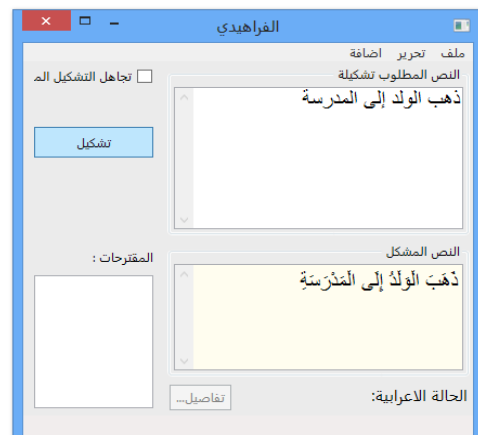 الفراهيدي
ملف تحرير اضافة
النص المطلوب تشكيلة
تجاهل التشكيل الم
ذهب الولد إلى المدرسة
تشكيل
النص المشكل
المقترحات :
ذَهَبَ الْوَلَدُ إِلَى الْمَدْرَسَةِ
الحالة الاعرابية:
تفاصيل...